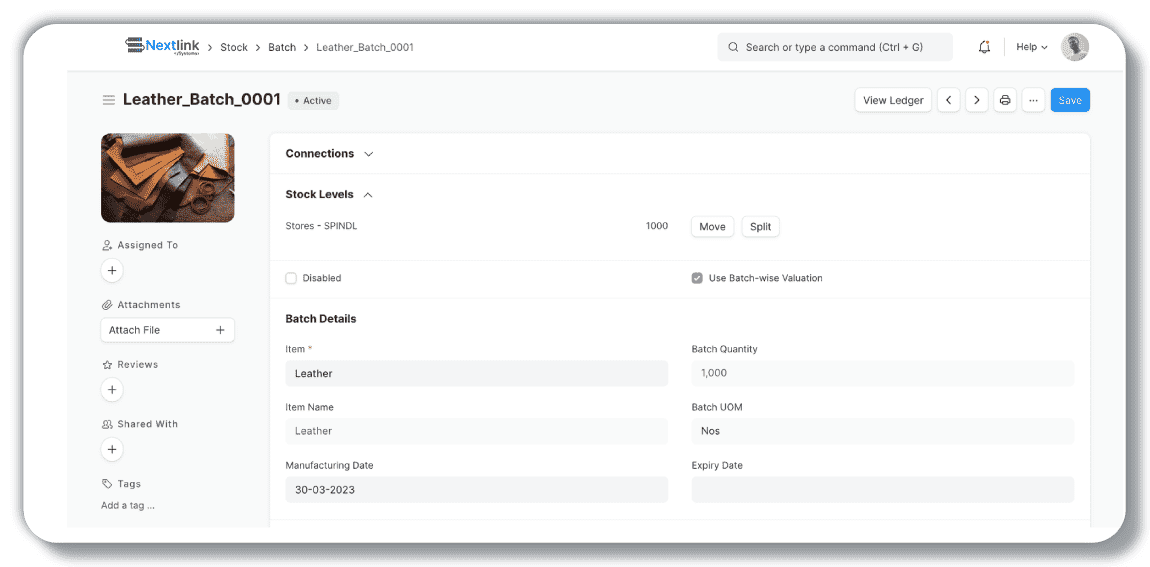 Nextlink
Stock
Batch
Leather_Batch_0001
Search or type a command (Ctrl + G)
Help
Leather_Batch_0001
Active
View Ledger
Save
Connections
Stock Levels
Stores - SPINDL 1000 Move Split
Assigned To
Disabled
Use Batch-wise Valuation
Attachments
Attach File
Batch Details
Item *
Leather
Batch Quantity
1,000
Reviews
Item Name
Leather
Batch UOM
Nos
Shared With
Manufacturing Date
30-03-2023
Expiry Date
Tags
Add a tag ...